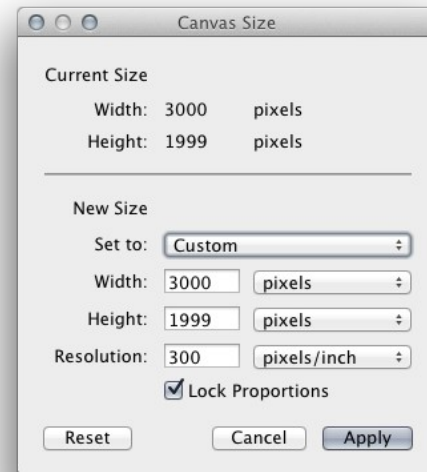 Canvas Size
Current Size
Width: 3000 pixels
Height: 1999 pixels
New Size
Set to: Custom
Width: 3000 pixels
Height: 1999 pixels
Resolution: 300 pixels/inch
Lock Proportions
Reset Cancel Apply